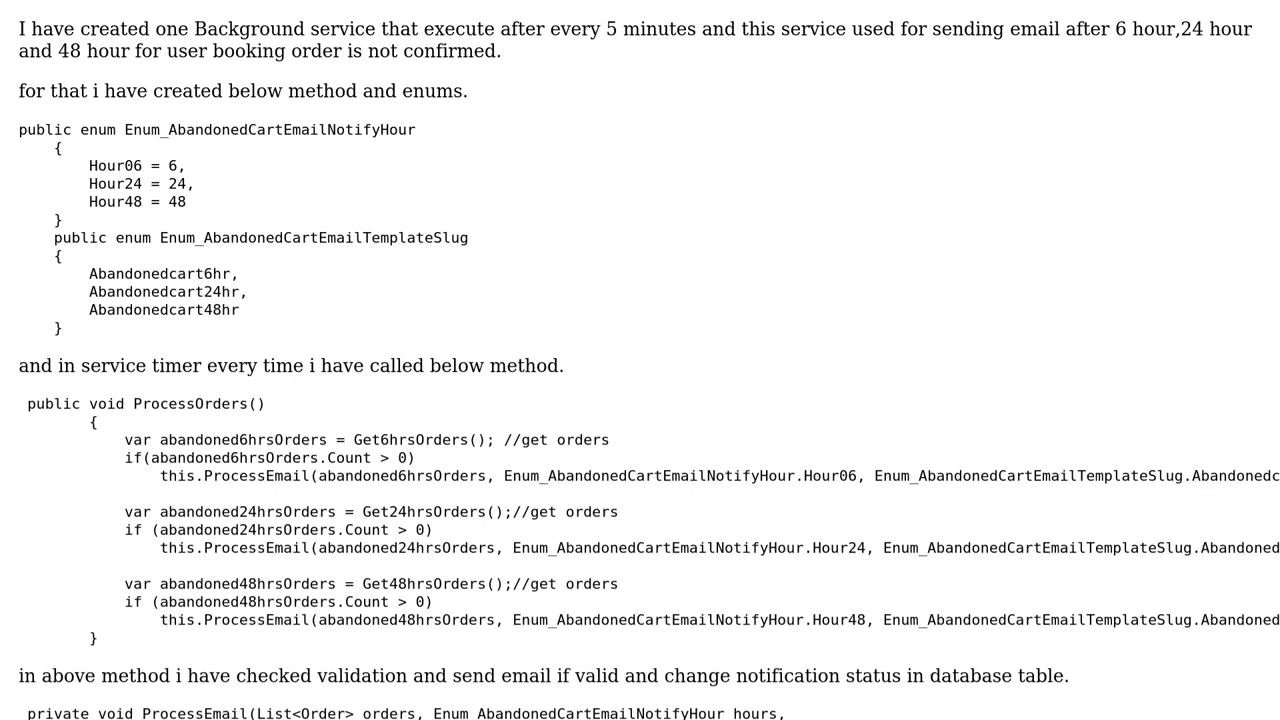 I have created one Background service that execute after every 5 minutes and this service used for sending email after 6 hour,24 hour
and 48 hour for user booking order is not confirmed.
for that i have created below method and enums.
public enum Enum_AbandonedCartEmailNotifyHour
    {
        Hour06 = 6,
        Hour24 = 24,
        Hour48 = 48
    }
    public enum Enum_AbandonedCartEmailTemplateSlug
    {
        Abandonedcart6hr,
        Abandonedcart24hr,
        Abandonedcart48hr
    }
and in service timer every time i have called below method.
 public void ProcessOrders()
        {
            var abandoned6hrsOrders = Get6hrsOrders(); //get orders
            if(abandoned6hrsOrders.Count > 0)
                this.ProcessEmail(abandoned6hrsOrders, Enum_AbandonedCartEmailNotifyHour.Hour06, Enum_AbandonedCartEmailTemplateSlug.Abandonedc
            var abandoned24hrsOrders = Get24hrsOrders();//get orders
            if (abandoned24hrsOrders.Count > 0)
                this.ProcessEmail(abandoned24hrsOrders, Enum_AbandonedCartEmailNotifyHour.Hour24, Enum_AbandonedCartEmailTemplateSlug.Abandoned
            var abandoned48hrsOrders = Get48hrsOrders();//get orders
            if (abandoned48hrsOrders.Count > 0)
                this.ProcessEmail(abandoned48hrsOrders, Enum_AbandonedCartEmailNotifyHour.Hour48, Enum_AbandonedCartEmailTemplateSlug.Abandoned
        }
in above method i have checked validation and send email if valid and change notification status in database table.
 private void ProcessEmail(List<Order> orders, Enum_AbandonedCartEmailNotifyHour hours,